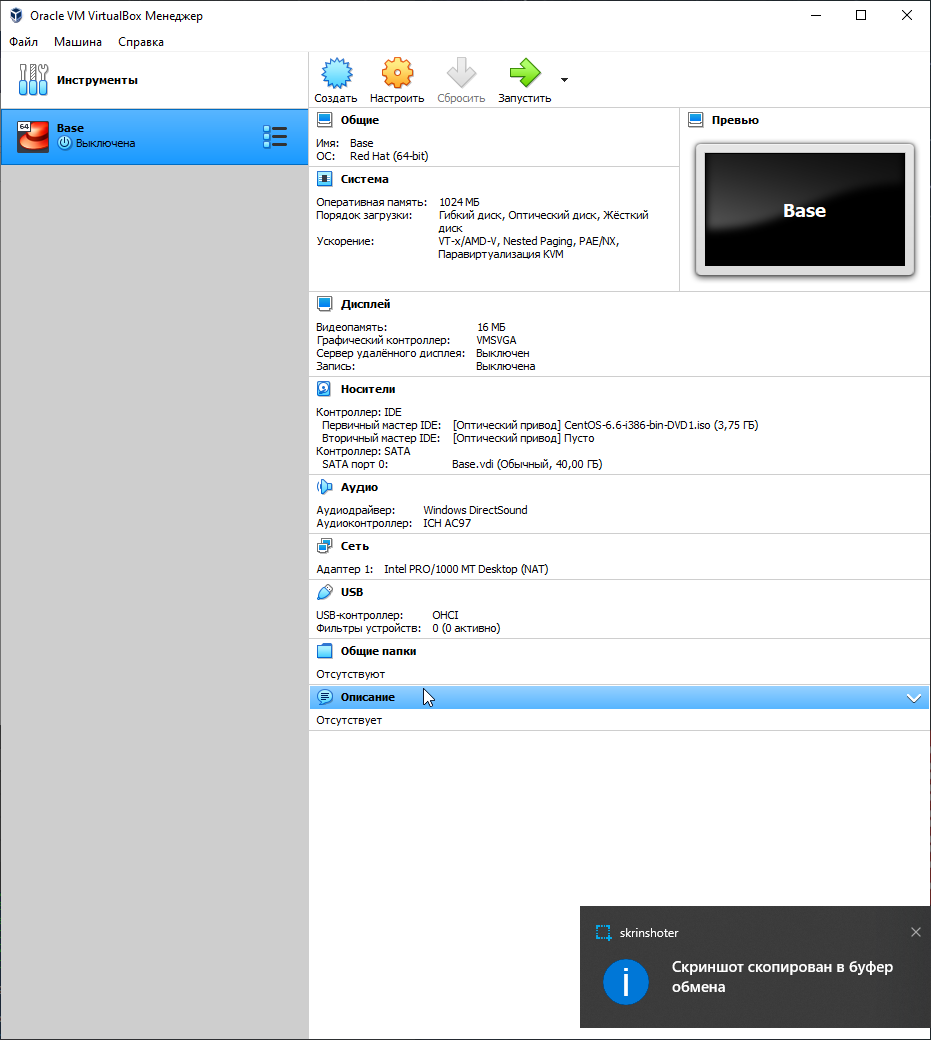 Oracle VM VirtualBox Менеджер
Файл Машина Справка
Инструменты
Создать Настроить Сбросить Запустить
64
Base
Выключена
Общие
Имя: Base
ОС: Red Hat (64-bit)
Превью
Base
Система
Оперативная память: 1024 МБ
Порядок загрузки: Гибкий диск, Оптический диск, Жёсткий
диск
Ускорение: VT-x/AMD-V, Nested Paging, PAE/NX,
Паравиртуализация KVM
Дисплей
Видеопамять: 16 МБ
Графический контроллер: VMSVGA
Сервер удалённого дисплея: Выключен
Запись: Выключена
Носители
Контроллер: IDE
Первичный мастер IDE: [Оптический привод] CentOS-6.6-i386-bin-DVD1.iso (3,75 ГБ)
Вторичный мастер IDE: [Оптический привод] Пусто
Контроллер: SATA
SATA порт 0: Base.vdi (Обычный, 40,00 ГБ)
Аудио
Аудиодрайвер: Windows DirectSound
Аудиоконтроллер: ICH AC97
Сеть
Адаптер 1: Intel PRO/1000 MT Desktop (NAT)
USB
USB-контроллер: OHCI
Фильтры устройств: 0 (0 активно)
Общие папки
Отсутствуют
Описание
Отсутствует
skrinshoter
Скриншот скопирован в буфер
обмена